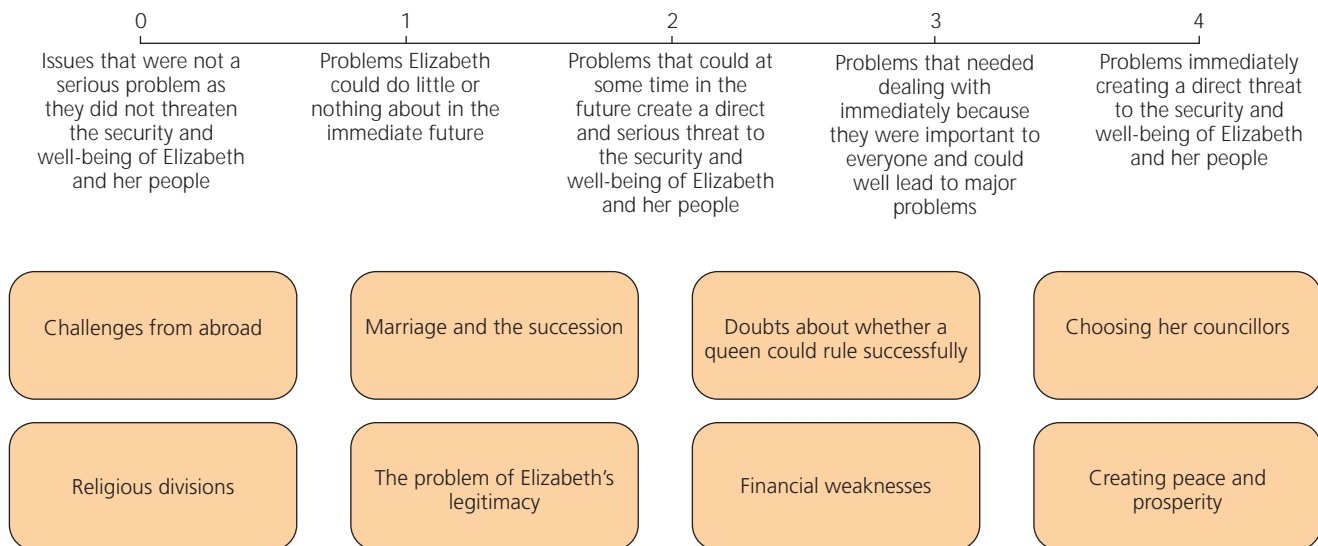 0
1
2
3
4
Issues that were not a
serious problem as
they did not threaten
the security and
well-being of Elizabeth
and her people
Problems Elizabeth
could do little or
nothing about in the
immediate future
Problems that could at
some time in the
future create a direct
and serious threat to
the security and
well-being of Elizabeth
and her people
Problems that needed
dealing with
immediately because
they were important to
everyone and could
well lead to major
problems
Problems immediately
creating a direct threat
to the security and
well-being of Elizabeth
and her people
Challenges from abroad
Marriage and the succession
Doubts about whether a
queen could rule successfully
Choosing her councillors
Religious divisions
The problem of Elizabeth's
legitimacy
Financial weaknesses
Creating peace and
prosperity